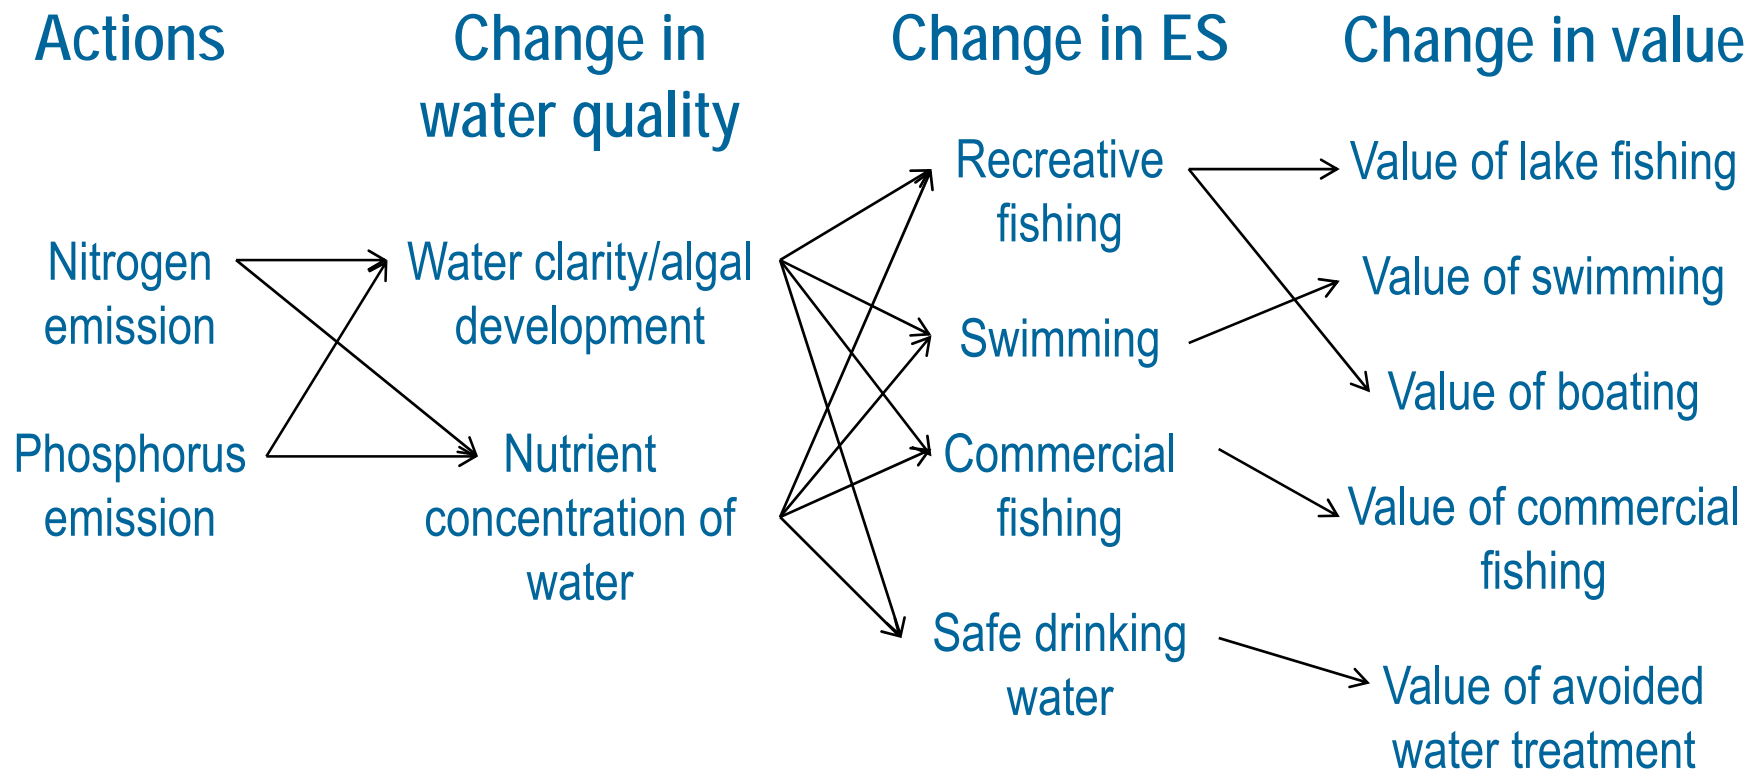 Actions
Change in
water quality
Change in ES
Change in value
Nitrogen
emission
Phosphorus
emission
Water clarity/algal
development
Nutrient
concentration of
water
Recreative
fishing
Swimming
Commercial
fishing
Safe drinking
water
Value of lake fishing
Value of swimming
Value of boating
Value of commercial
fishing
Value of avoided
water treatment